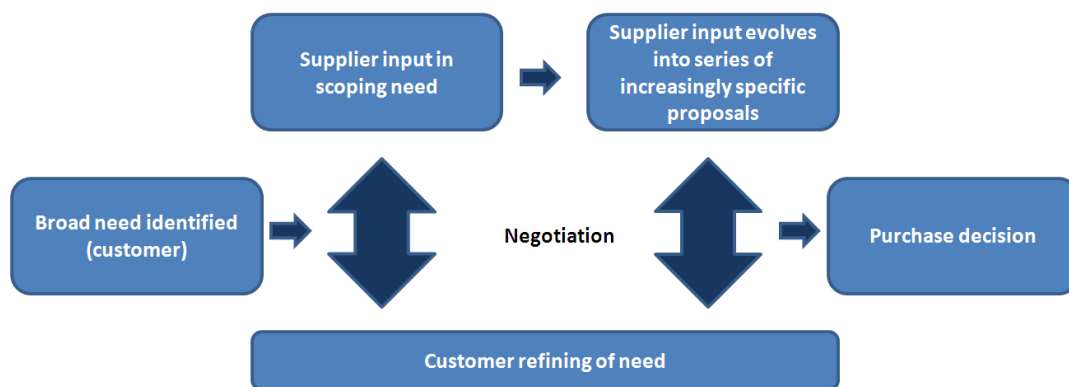 Supplier input in
scoping need
Supplier input evolves
into series of
increasingly specific
proposals
Broad need identified
(customer)
Negotiation
Purchase decision
Customer refining of need